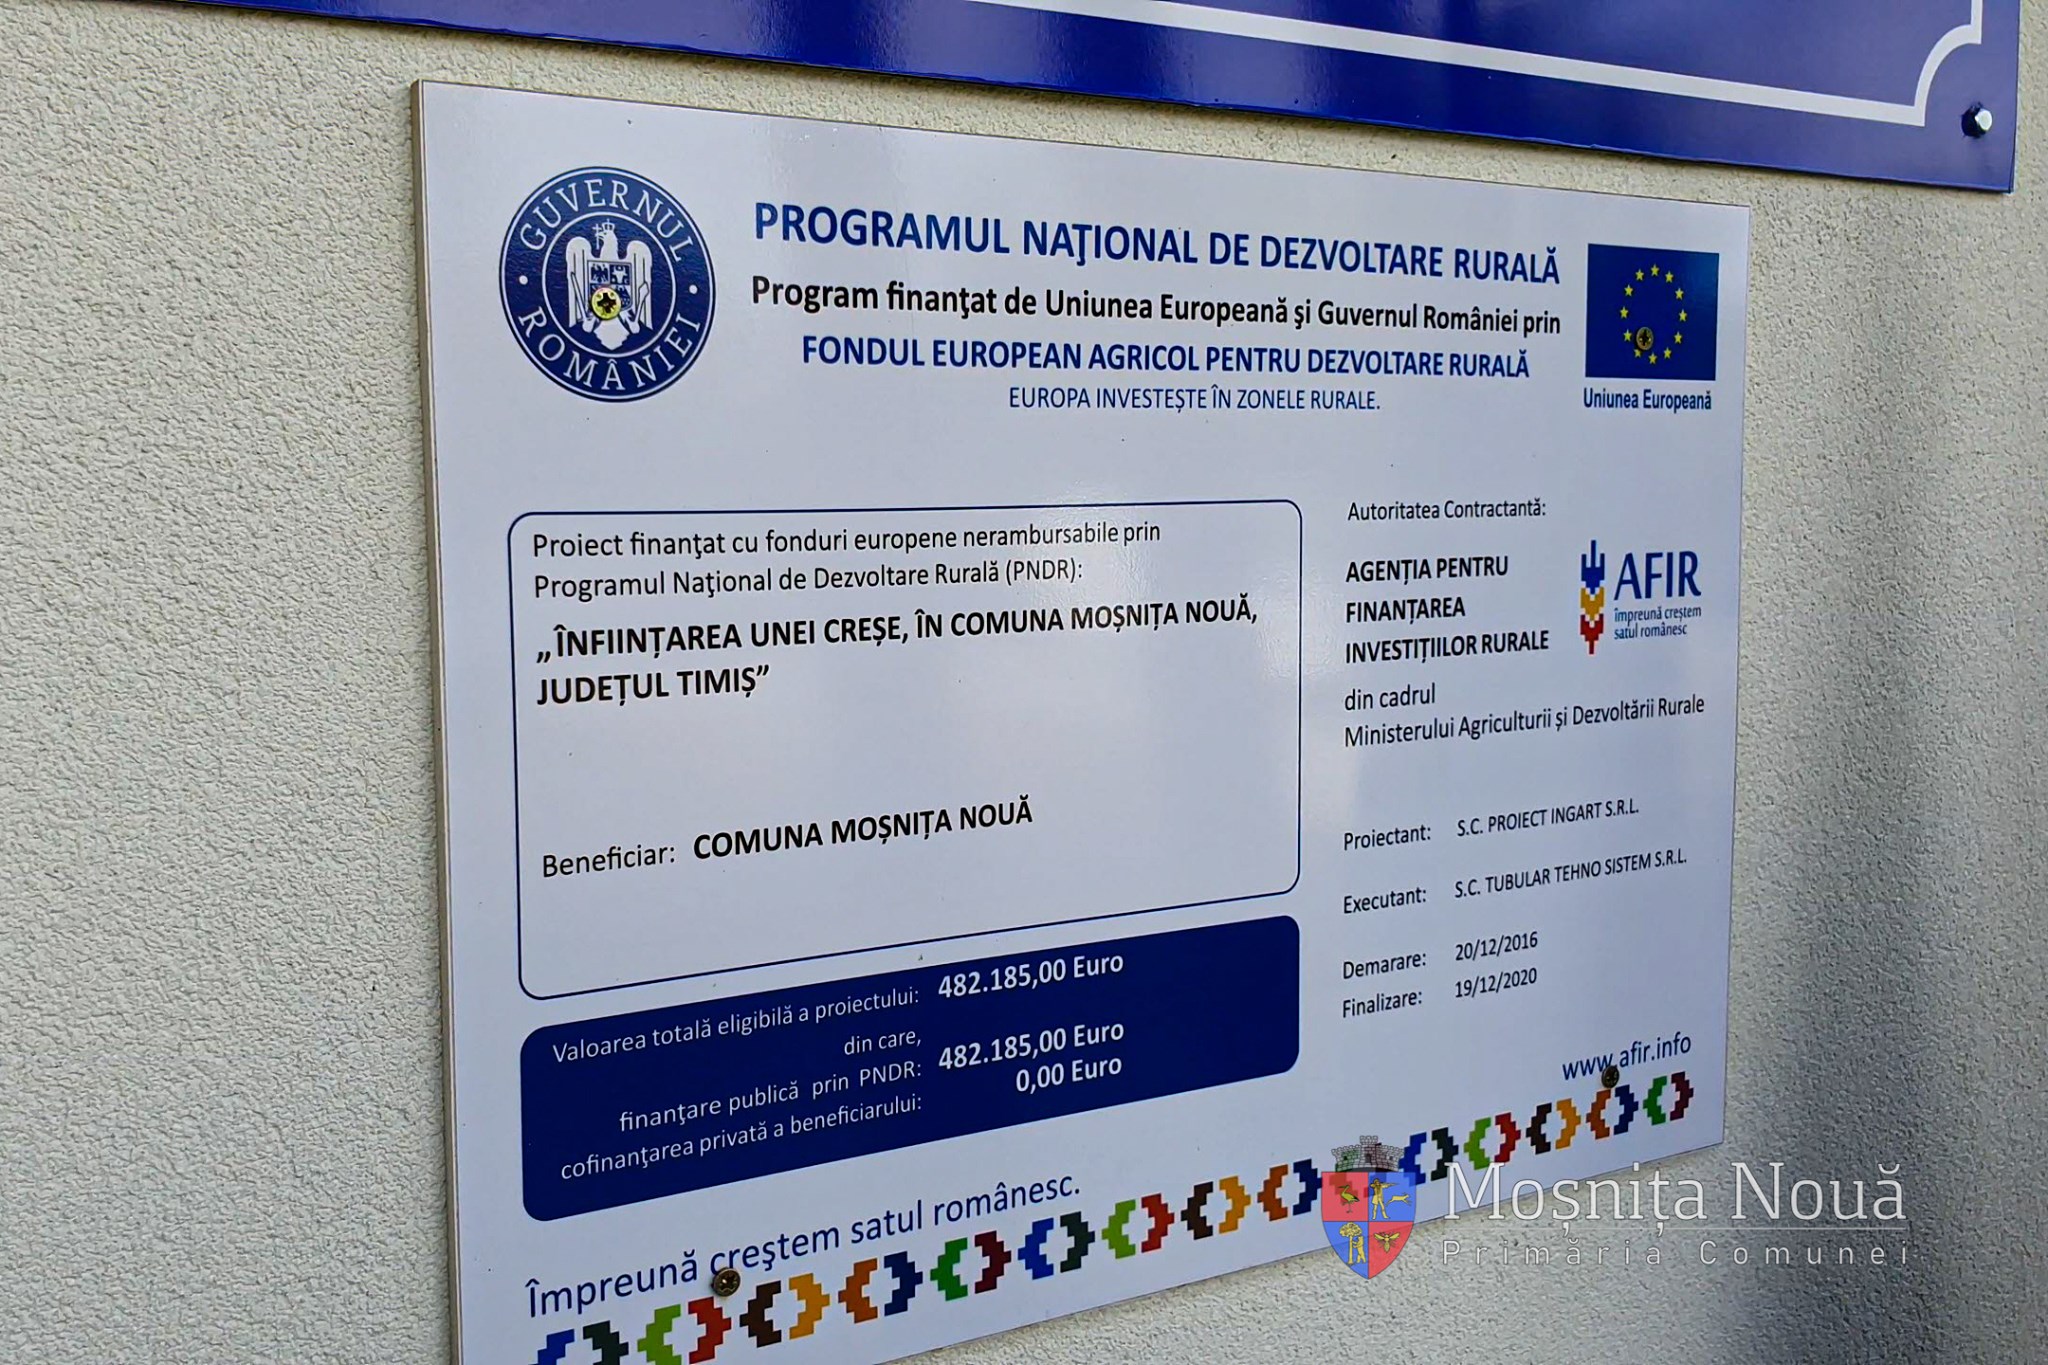 GUVERNUL ROMÂNIEI
PROGRAMUL NAŢIONAL DE DEZVOLTARE RURALĂ
Program finanţat de Uniunea Europeană şi Guvernul României prin
FONDUL EUROPEAN AGRICOL PENTRU DEZVOLTARE RURALĂ
EUROPA INVESTEȘTE ÎN ZONELE RURALE.
Uniunea Europeană
Proiect finanţat cu fonduri europene nerambursabile prin
Programul Naţional de Dezvoltare Rurală (PNDR):
„ÎNFIINȚAREA UNEI CREȘE, ÎN COMUNA MOȘNIȚA NOUĂ,
JUDEȚUL TIMIȘ”
Beneficiar: COMUNA MOȘNIȚA NOUĂ
Valoarea totală eligibilă a proiectului: 482.185,00 Euro
din care,
finanţare publică prin PNDR: 482.185,00 Euro
cofinanţarea privată a beneficiarului: 0,00 Euro
Autoritatea Contractantă:
AGENȚIA PENTRU
FINANȚAREA
INVESTIȚIILOR RURALE
AFIR
împreună creștem
satul românesc
din cadrul
Ministerului Agriculturii și Dezvoltării Rurale
Proiectant: S.C. PROIECT INGART S.R.L.
Executant: S.C. TUBULAR TEHNO SISTEM S.R.L.
Demarare: 20/12/2016
Finalizare: 19/12/2020
www.afir.info
Împreună creştem satul românesc.
Moșnița Nouă
Primăria Comunei